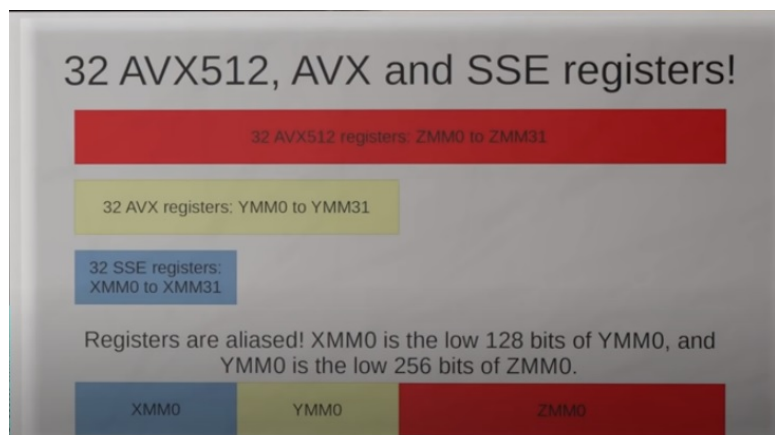 32 AVX512, AVX and SSE registers!
32 AVX512 registers: ZMM0 to ZMM31
32 AVX registers: YMM0 to YMM31
32 SSE registers:
XMM0 to XMM31
Registers are aliased! XMM0 is the low 128 bits of YMM0, and
YMM0 is the low 256 bits of ZMM0.
XMM0 YMM0 ZMM0